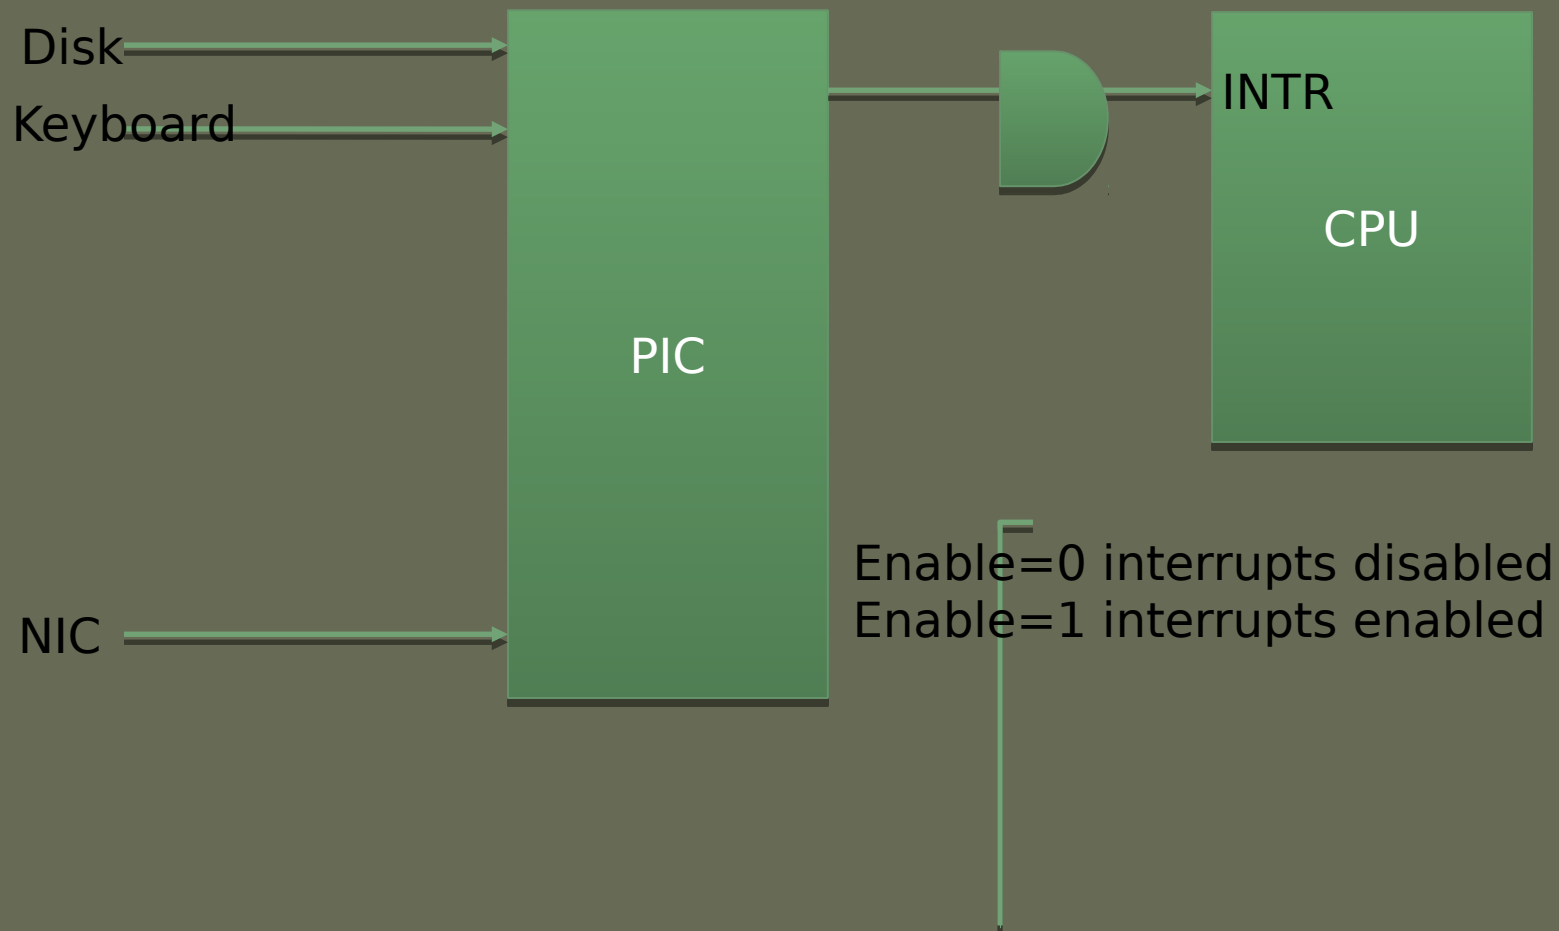 Disk
Keyboard
INTR
CPU
PIC
Enable=0 interrupts disabled
Enable=1 interrupts enabled
NIC